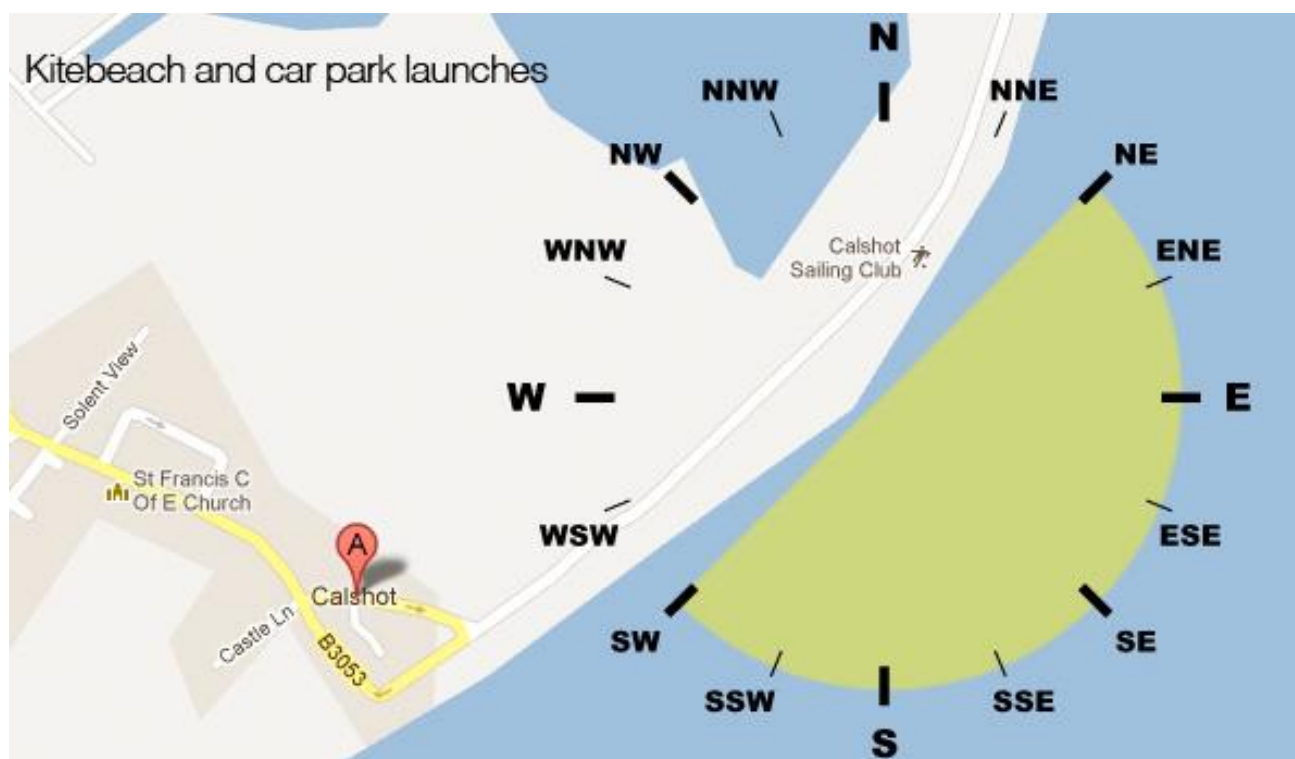 Kitebeach and car park launches
N
NNW
NNE
NW
NE
WNW
ENE
Calshot
Sailing Club
W
E
Solent View
St Francis C
Of E Church
WSW
ESE
A
Calshot
Castle Ln
B3053
SW
SE
SSW
SSE
S